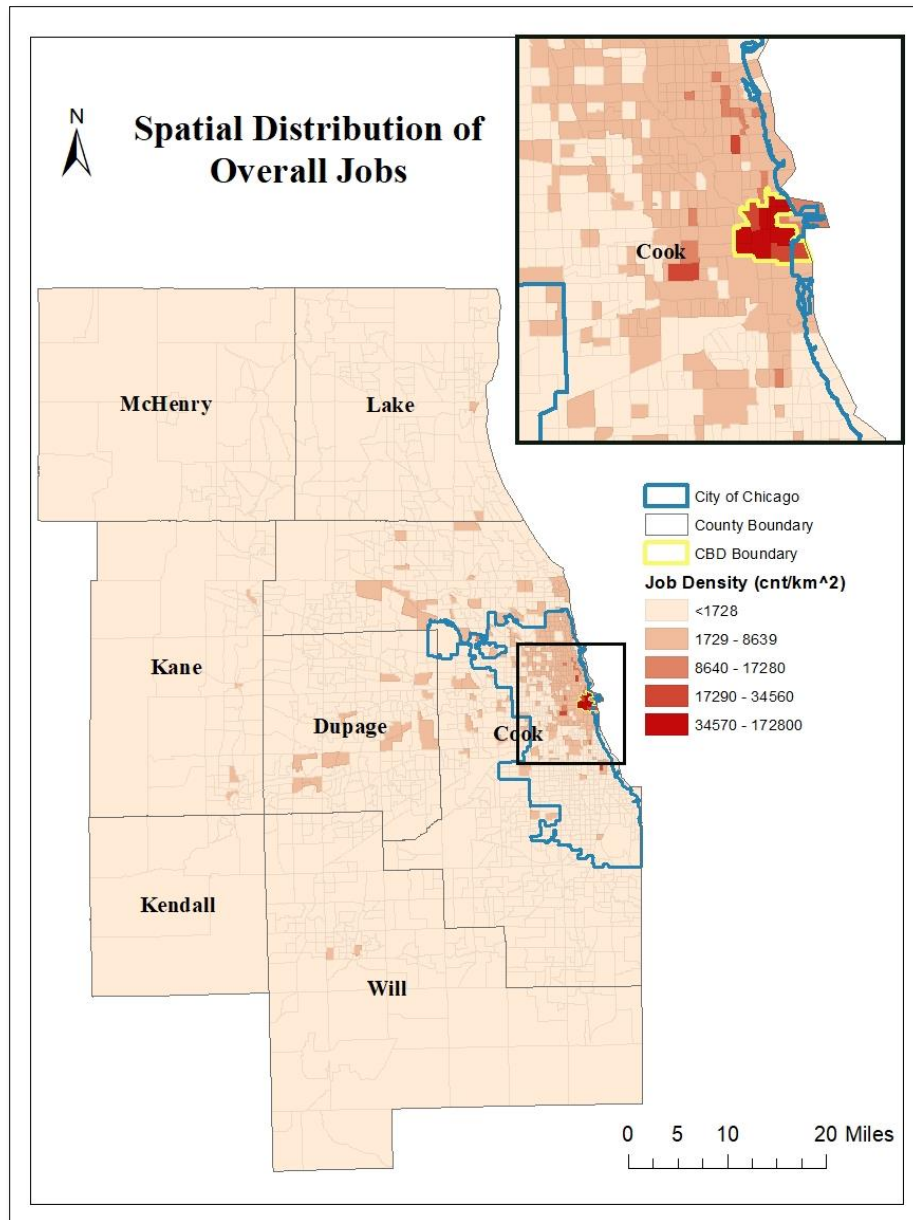 N
Spatial Distribution of
Overall Jobs
Cook
McHenry
Lake
City of Chicago
County Boundary
CBD Boundary
Job Density (cnt/km^2)
<1728
1729 - 8639
8640 - 17280
17290 - 34560
34570 - 172800
Kane
Dupage
Cook
Kendall
Will
0 5 10 20 Miles